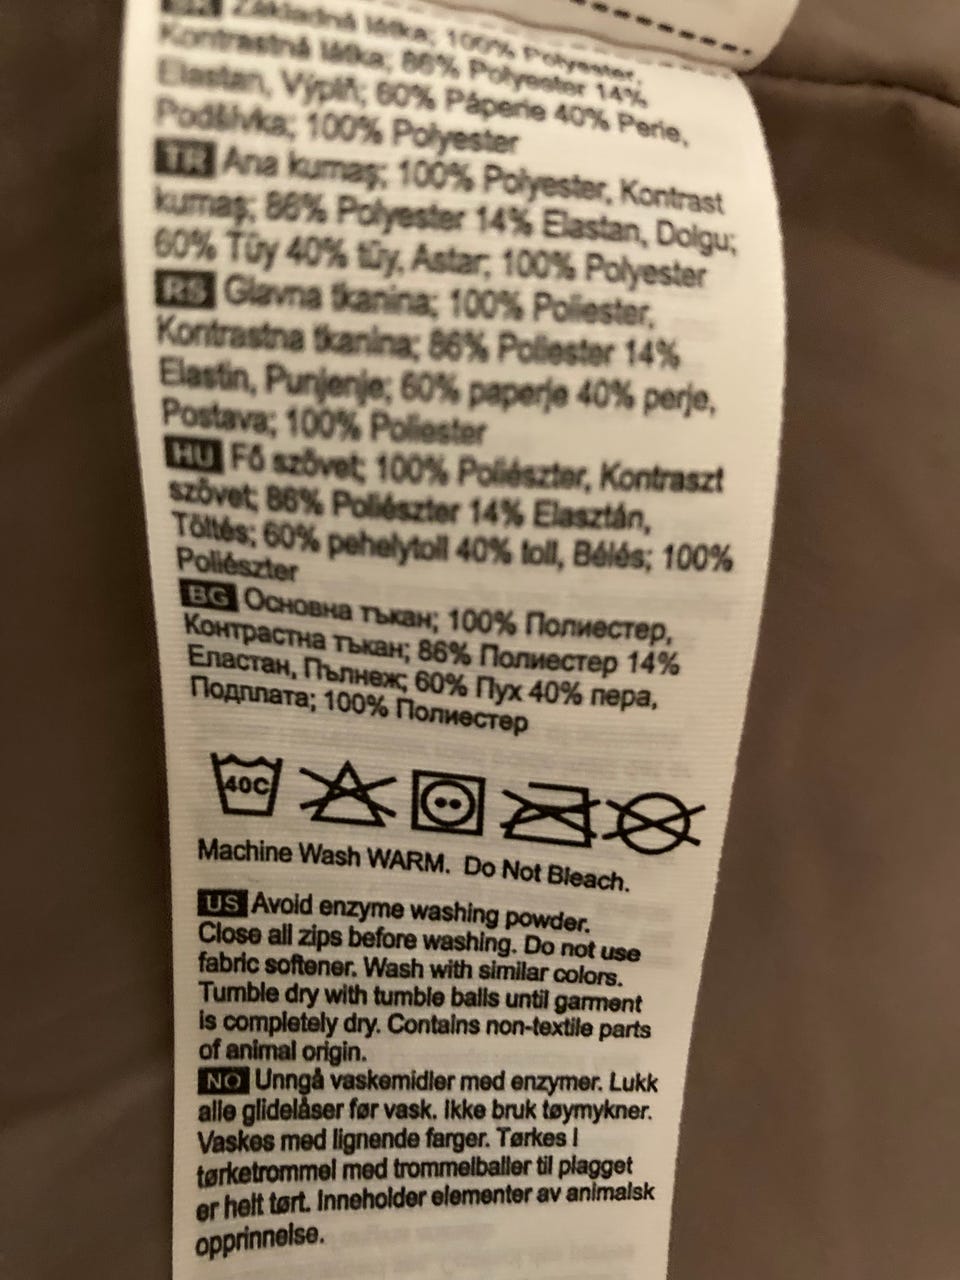 SK Základná látka; 100% Polyester,
Kontrastná látka; 86% Polyester 14%
Elastan, Výplň; 60% Páperie 40% Perie,
Podšívka; 100% Polyester
TR Ana kumaş; 100% Polyester, Kontrast
kumaş; 86% Polyester 14% Elastan, Dolgu;
60% Tüy 40% tüy, Astar; 100% Polyester
RS Glavna tkanina; 100% Poliester,
Kontrastna tkanina; 86% Poliester 14%
Elastin, Punjenje; 60% paperje 40% perje,
Postava; 100% Poliester
HU Fő szövet; 100% Poliészter, Kontraszt
szövet; 86% Poliészter 14% Elasztán,
Töltés; 60% pehelytoll 40% toll, Bélés; 100%
Poliészter
BG Основна тъкан; 100% Полиестер,
Контрастна тъкан; 86% Полиестер 14%
Еластан, Пълнеж; 60% Пух 40% пера,
Подплата; 100% Полиестер
40C
Machine Wash WARM. Do Not Bleach.
US Avoid enzyme washing powder.
Close all zips before washing. Do not use
fabric softener. Wash with similar colors.
Tumble dry with tumble balls until garment
is completely dry. Contains non-textile parts
of animal origin.
NO Unngå vaskemidler med enzymer. Lukk
alle glidelåser før vask. Ikke bruk tøymykner.
Vaskes med lignende farger. Tørkes i
tørketrommel med trommelballer til plagget
er helt tørt. Inneholder elementer av animalsk
opprinnelse.